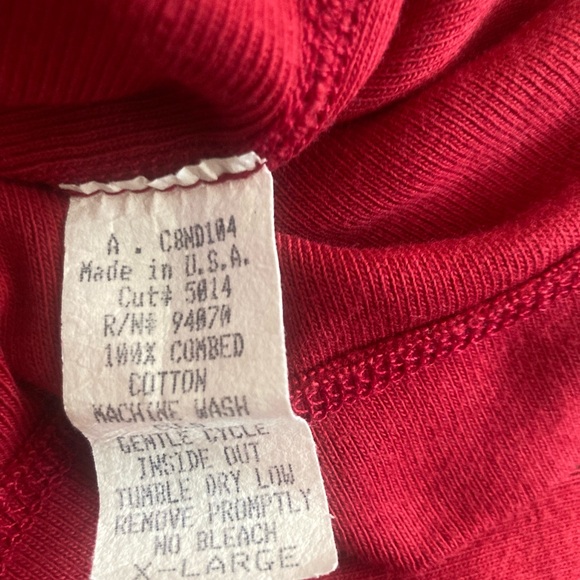 A . C8ND104
Made in U.S.A.
Cut# 5014
R/N# 94070
100% COMBED
COTTON
MACHINE WASH
GENTLE CYCLE
INSIDE OUT
TUMBLE DRY LOW
REMOVE PROMPTLY
NO BLEACH
X-LARGE